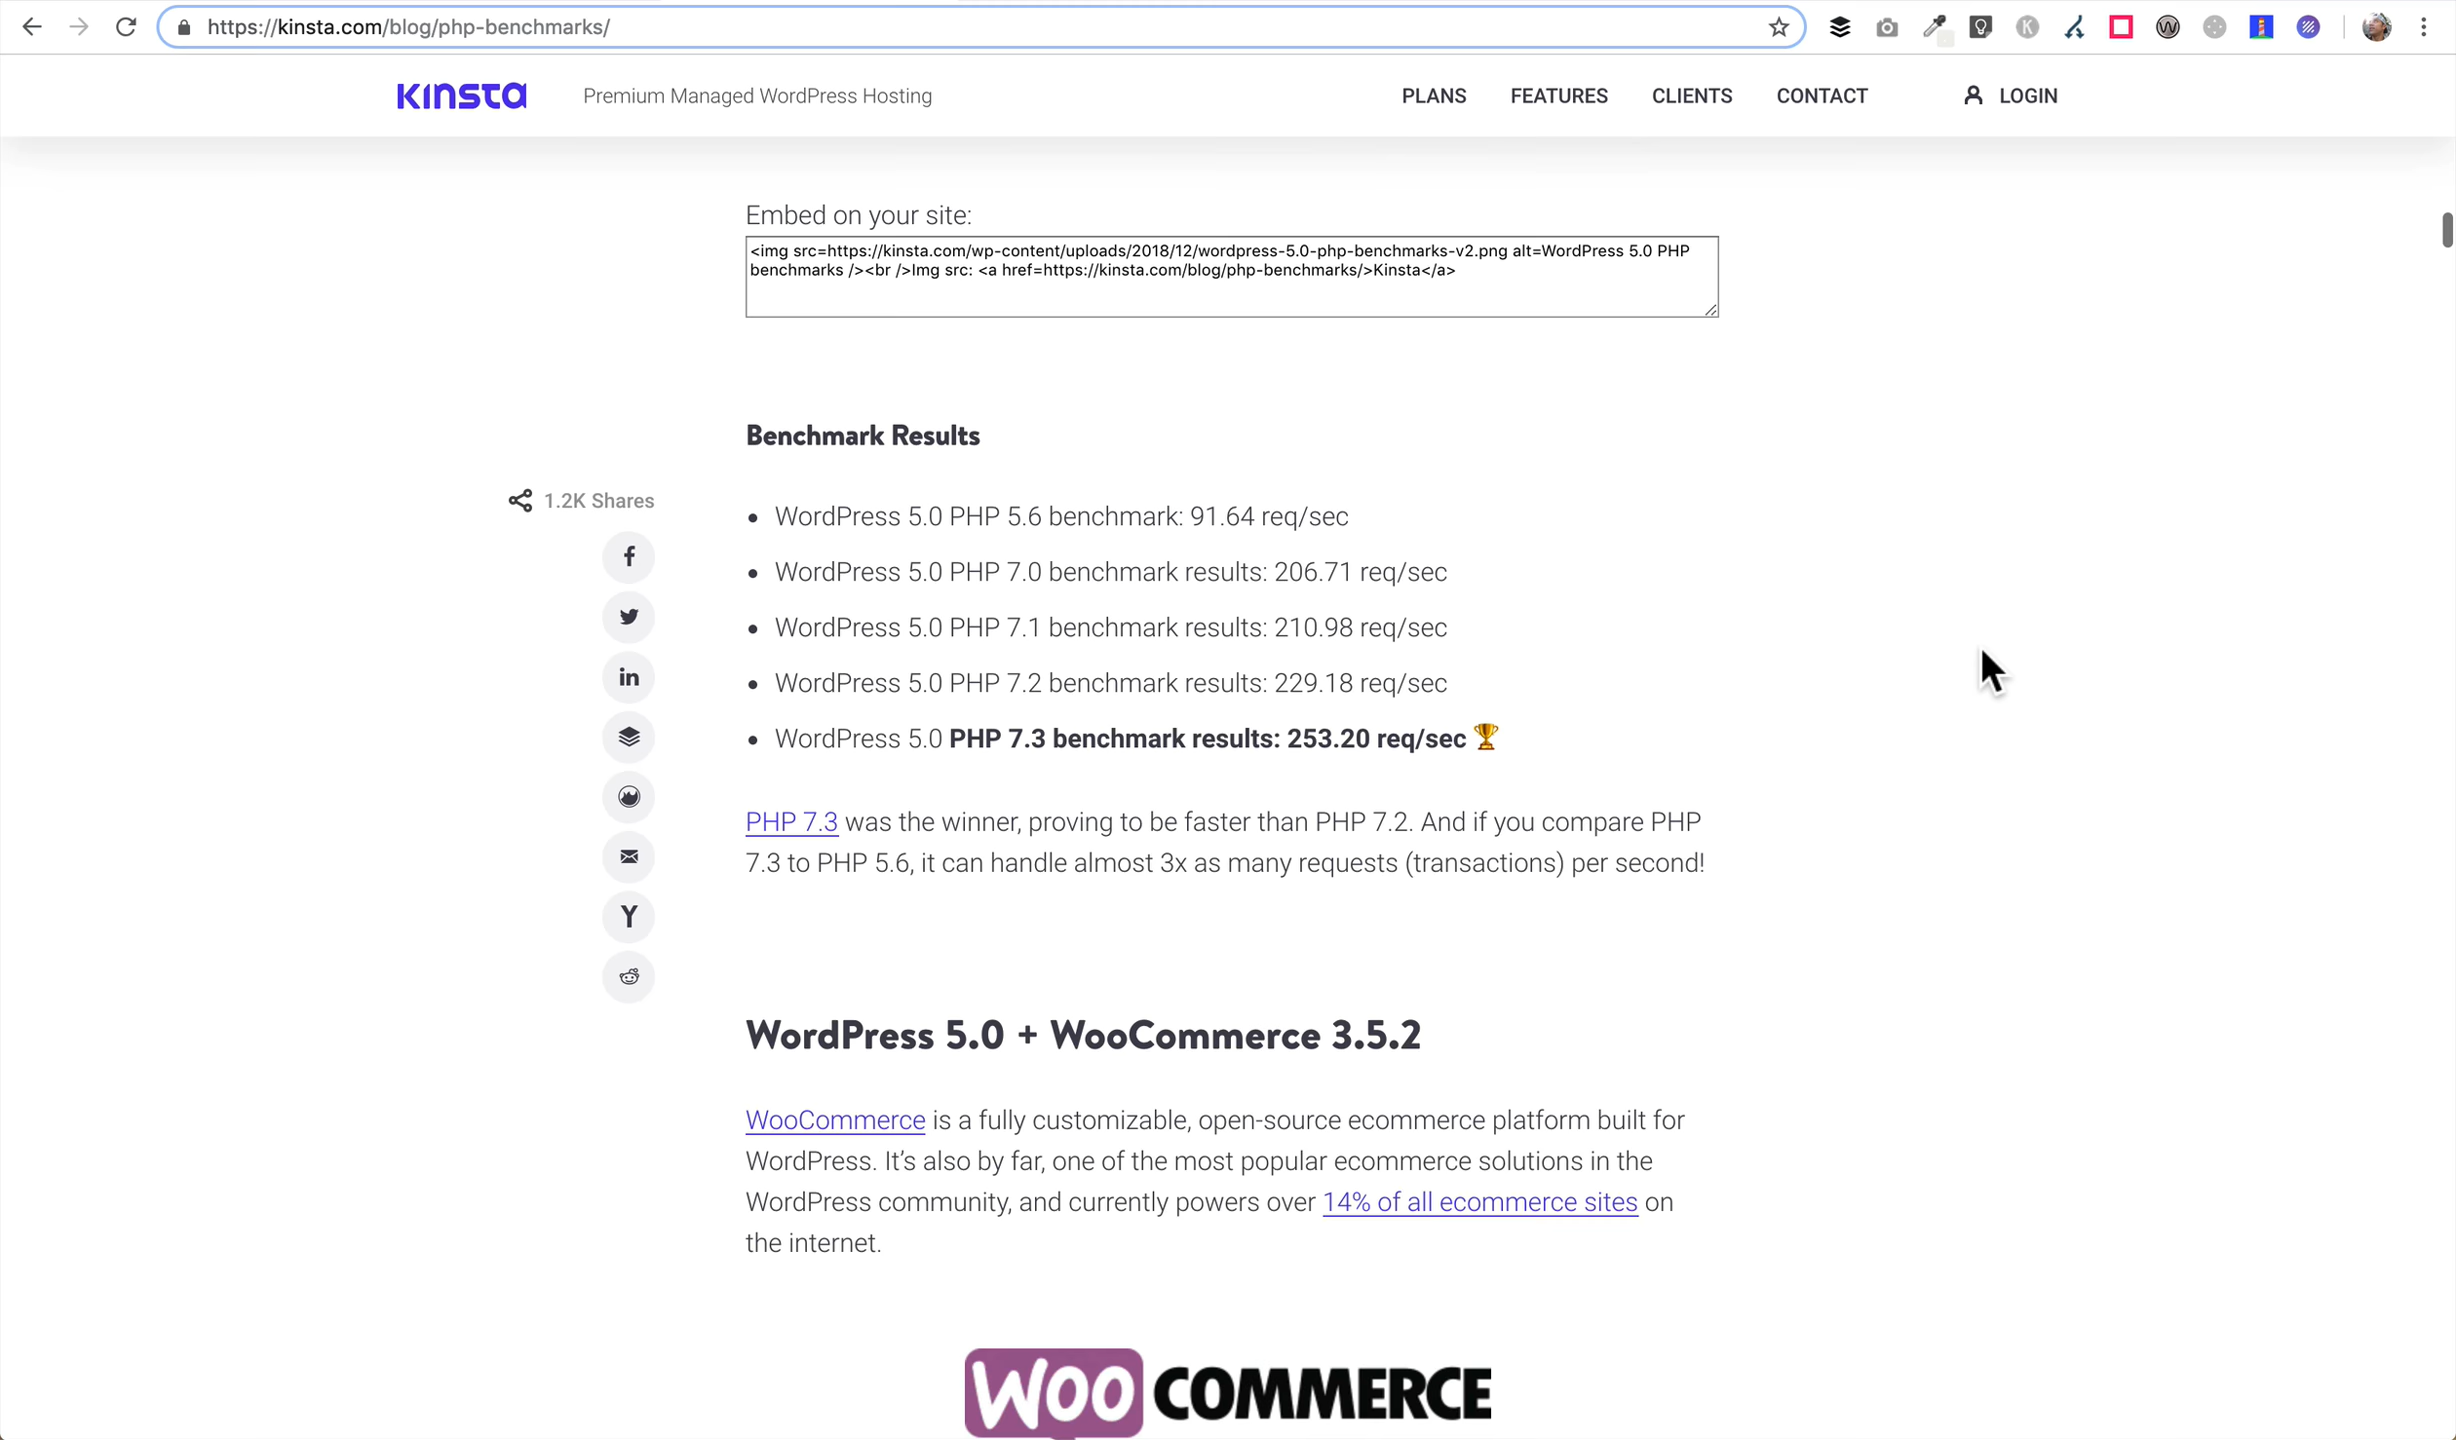 https://kinsta.com/blog/php-benchmarks/
KINSTA
Premium Managed WordPress Hosting
PLANS
FEATURES
CLIENTS
CONTACT
LOGIN
Embed on your site:
<img src=https://kinsta.com/wp-content/uploads/2018/12/wordpress-5.0-php-benchmarks-v2.png alt=WordPress 5.0 PHP
benchmarks /><br />Img src: <a href=https://kinsta.com/blog/php-benchmarks/>Kinsta</a>
Benchmark Results
1.2K Shares
• WordPress 5.0 PHP 5.6 benchmark: 91.64 req/sec
• WordPress 5.0 PHP 7.0 benchmark results: 206.71 req/sec
• WordPress 5.0 PHP 7.1 benchmark results: 210.98 req/sec
• WordPress 5.0 PHP 7.2 benchmark results: 229.18 req/sec
• WordPress 5.0 PHP 7.3 benchmark results: 253.20 req/sec 🏆
PHP 7.3 was the winner, proving to be faster than PHP 7.2. And if you compare PHP
7.3 to PHP 5.6, it can handle almost 3x as many requests (transactions) per second!
WordPress 5.0 + WooCommerce 3.5.2
WooCommerce is a fully customizable, open-source ecommerce platform built for
WordPress. It’s also by far, one of the most popular ecommerce solutions in the
WordPress community, and currently powers over 14% of all ecommerce sites on
the internet.
WOO COMMERCE